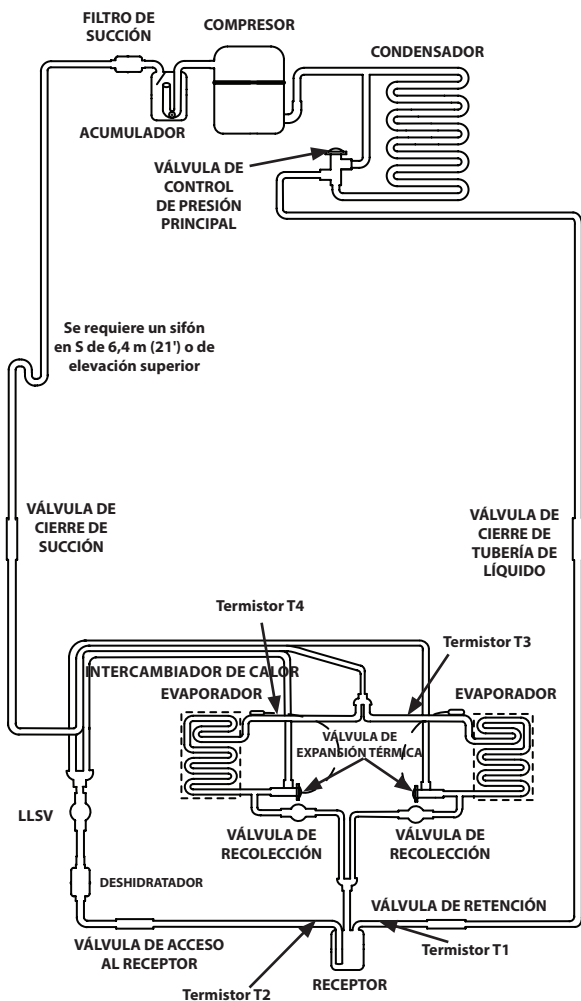 FILTRO DE
SUCCIÓN
COMPRESOR
CONDENSADOR
ACUMULADOR
VÁLVULA DE
CONTROL
DE PRESIÓN
PRINCIPAL
Se requiere un sifón
en S de 6,4 m (21') o de
elevación superior
VÁLVULA DE
CIERRE DE
SUCCIÓN
VÁLVULA DE
CIERRE DE
TUBERÍA DE
LÍQUIDO
Termistor T4
Termistor T3
INTERCAMBIADOR DE CALOR
EVAPORADOR
EVAPORADOR
VÁLVULA DE
EXPANSIÓN TÉRMICA
LLSV
VÁLVULA DE
RECOLECCIÓN
VÁLVULA DE
RECOLECCIÓN
DESHIDRATADOR
VÁLVULA DE RETENCIÓN
VÁLVULA DE ACCESO
AL RECEPTOR
Termistor T1
RECEPTOR
Termistor T2